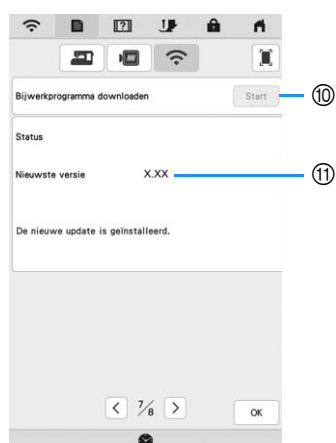 Bijwerkprogramma downloaden Start ⑩
Status
Nieuwste versie X.XX ⑪
De nieuwe update is geïnstalleerd.
< 7/8 > OK